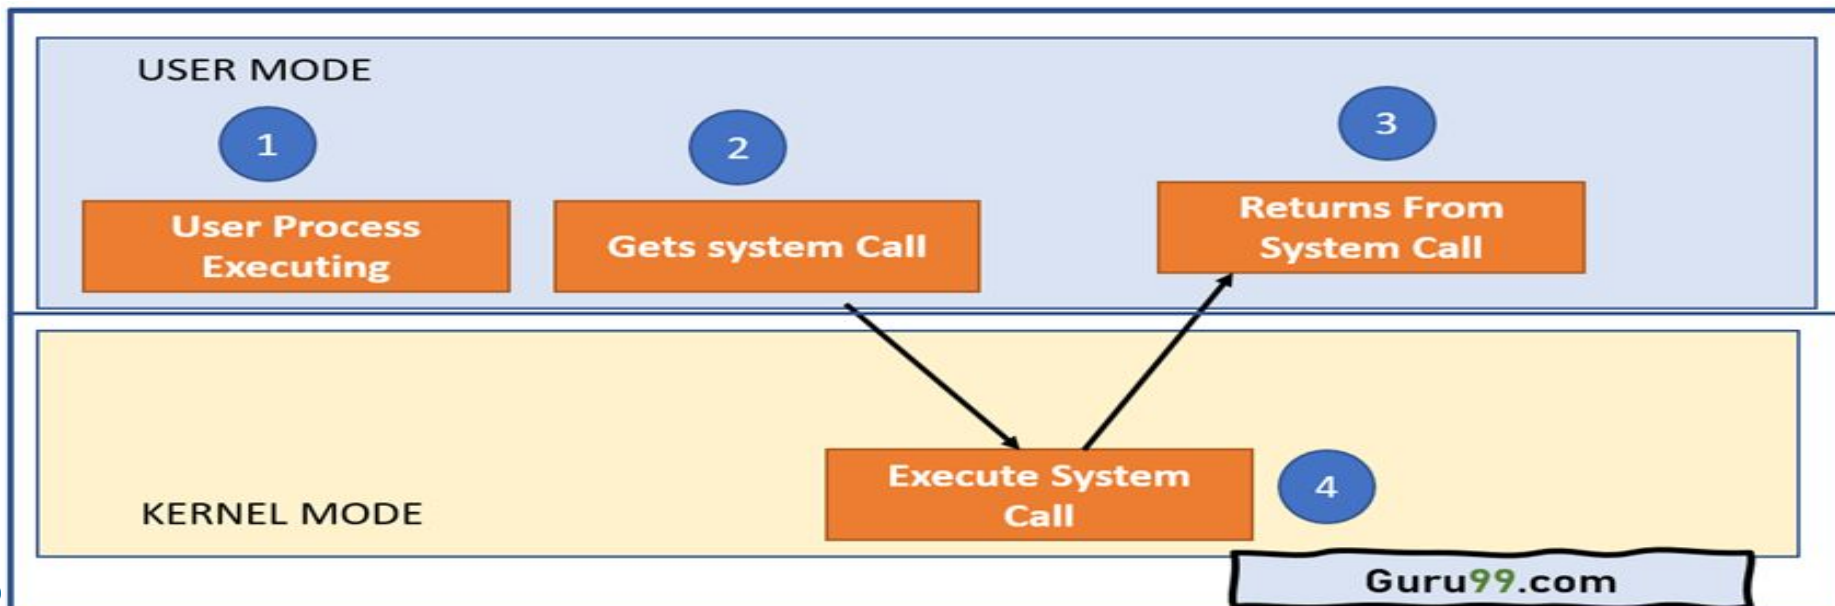 USER MODE
1
2
3
User Process
Executing
Gets system Call
Returns From
System Call
Execute System
Call
4
KERNEL MODE
Guru99.com